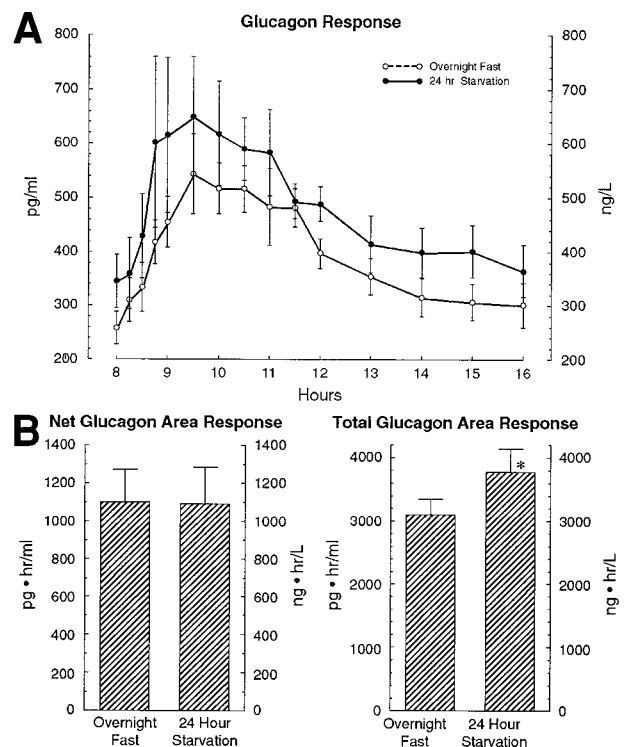 A
Glucagon Response
800
700
600
500
400
300
200
pg/ml
Overnight Fast
24 hr Starvation
800
700
600
500
400
300
200
ng/L
8 9 10 11 12 13 14 15 16
Hours
B
Net Glucagon Area Response
1400
1200
1000
800
600
400
200
0
pg • hr/ml
1400
1200
1000
800
600
400
200
0
ng • hr/L
Overnight 24 Hour
Fast Starvation
Total Glucagon Area Response
4000
3000
2000
1000
0
pg • hr/ml
*
4000
3000
2000
1000
0
ng • hr/L
Overnight 24 Hour
Fast Starvation